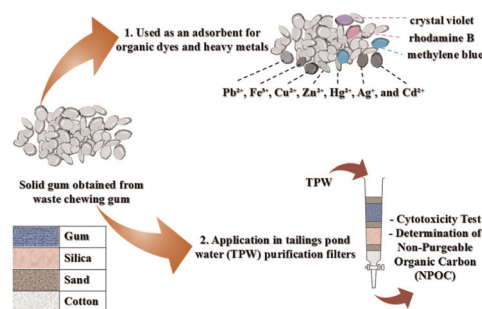 1. Used as an adsorbent for
organic dyes and heavy metals
crystal violet
rhodamine B
methylene blue
Pb²⁺, Fe³⁺, Cu²⁺, Zn²⁺, Hg²⁺, Ag⁺, and Cd²⁺
Solid gum obtained from
waste chewing gum
Gum
Silica
Sand
Cotton
2. Application in tailings pond
water (TPW) purification filters
TPW
- Cytotoxicity Test
- Determination of
Non-Purgeable
Organic Carbon
(NPOC)